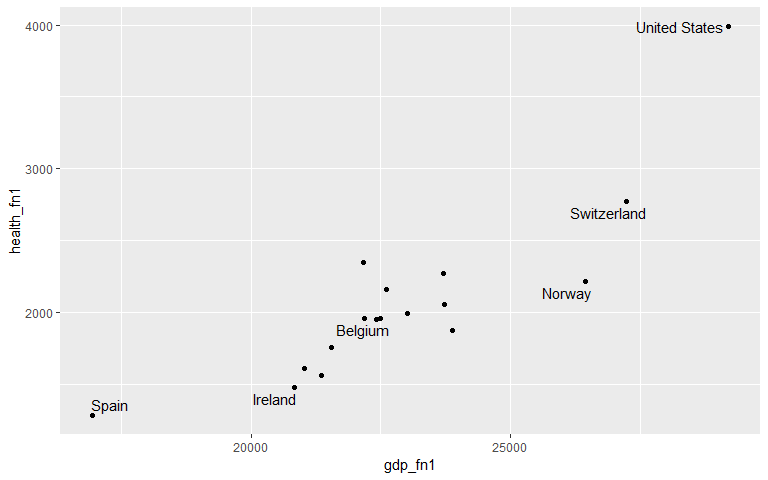 4000
United States
3000
health_fn1
Switzerland
Norway
2000
Belgium
Spain
Ireland
20000
25000
gdp_fn1